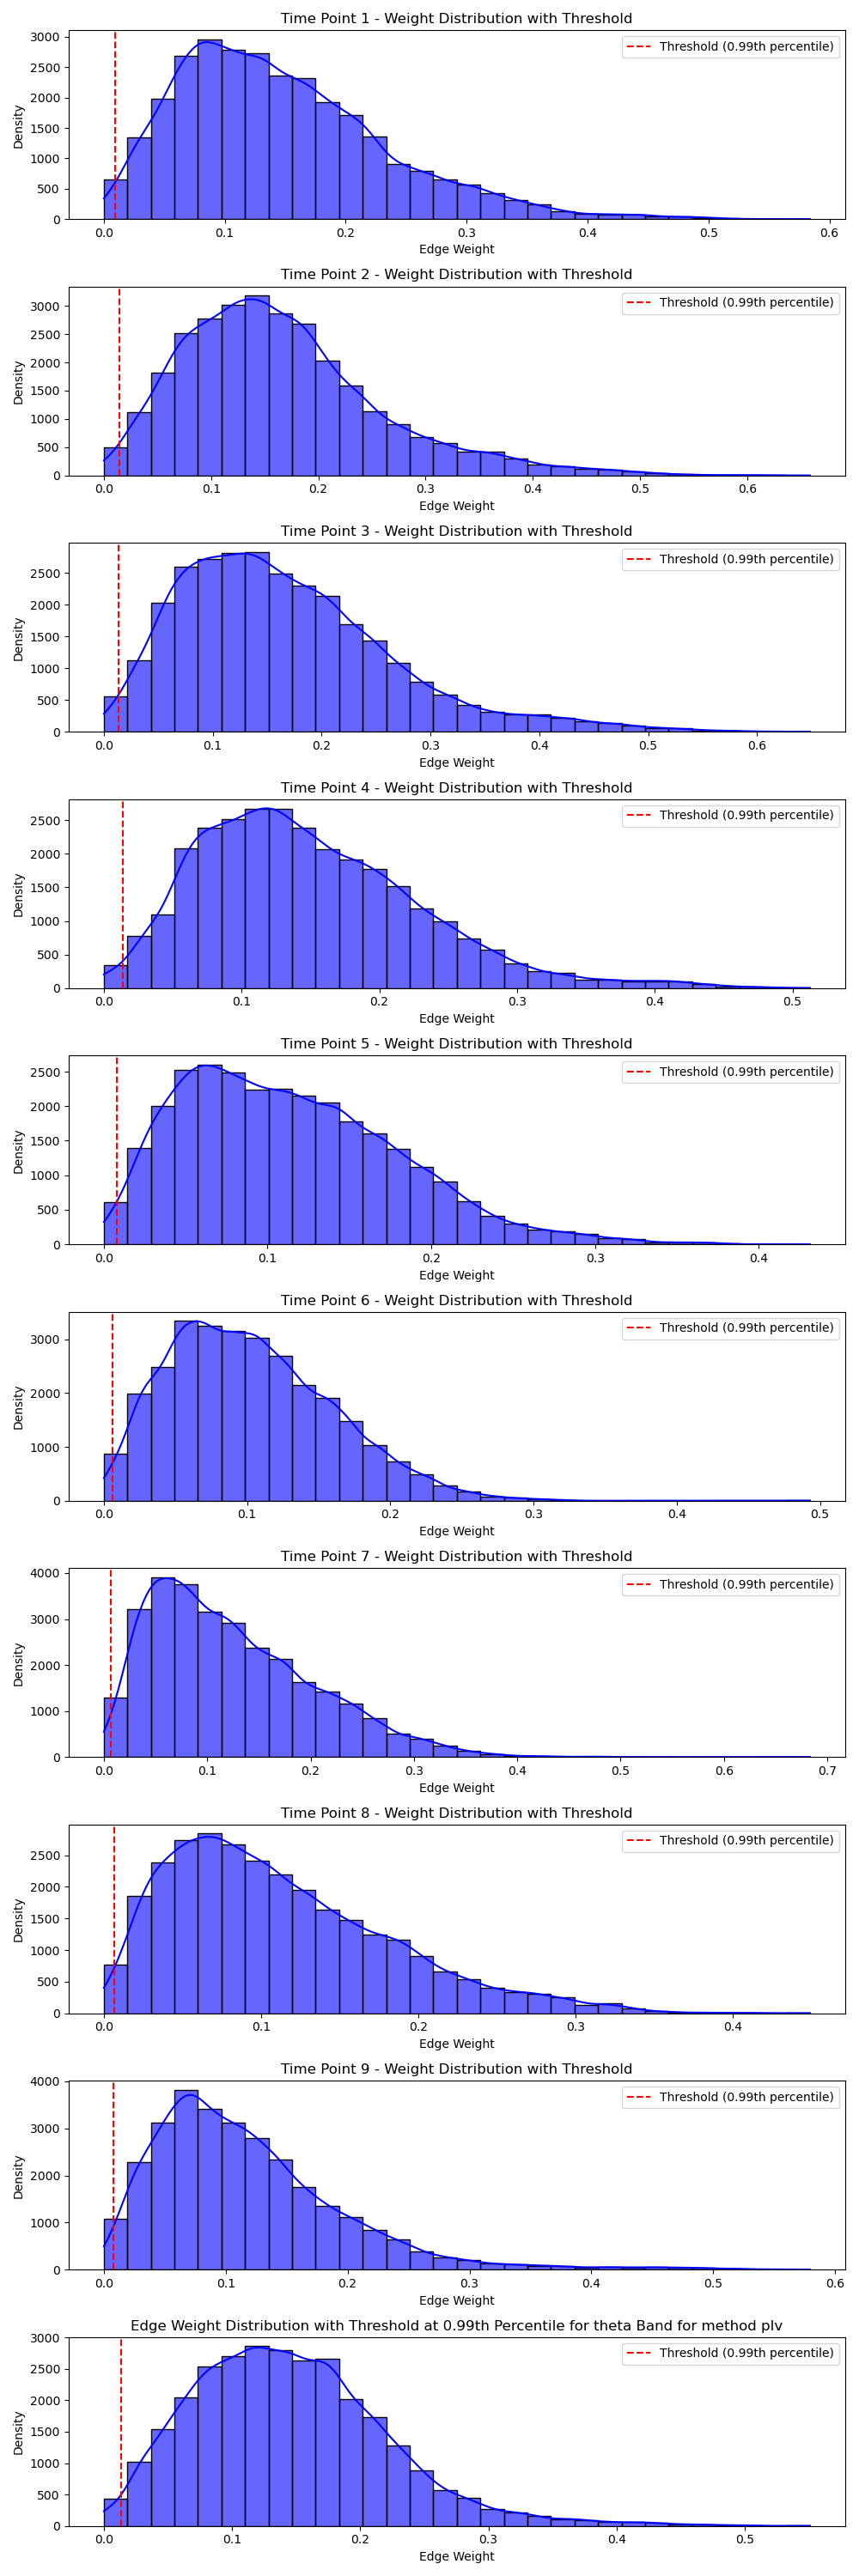 Time Point 1 - Weight Distribution with Threshold
3000
2500
2000
1500
1000
500
0
Density
Threshold (0.99th percentile)
0.0 0.1 0.2 0.3 0.4 0.5 0.6
Edge Weight
Time Point 2 - Weight Distribution with Threshold
3000
2500
2000
1500
1000
500
0
Density
Threshold (0.99th percentile)
0.0 0.1 0.2 0.3 0.4 0.5 0.6
Edge Weight
Time Point 3 - Weight Distribution with Threshold
2500
2000
1500
1000
500
0
Density
Threshold (0.99th percentile)
0.0 0.1 0.2 0.3 0.4 0.5 0.6
Edge Weight
Time Point 4 - Weight Distribution with Threshold
2500
2000
1500
1000
500
0
Density
Threshold (0.99th percentile)
0.0 0.1 0.2 0.3 0.4 0.5
Edge Weight
Time Point 5 - Weight Distribution with Threshold
2500
2000
1500
1000
500
0
Density
Threshold (0.99th percentile)
0.0 0.1 0.2 0.3 0.4
Edge Weight
Time Point 6 - Weight Distribution with Threshold
3000
2000
1000
0
Density
Threshold (0.99th percentile)
0.0 0.1 0.2 0.3 0.4 0.5
Edge Weight
Time Point 7 - Weight Distribution with Threshold
4000
3000
2000
1000
0
Density
Threshold (0.99th percentile)
0.0 0.1 0.2 0.3 0.4 0.5 0.6 0.7
Edge Weight
Time Point 8 - Weight Distribution with Threshold
2500
2000
1500
1000
500
0
Density
Threshold (0.99th percentile)
0.0 0.1 0.2 0.3 0.4
Edge Weight
Time Point 9 - Weight Distribution with Threshold
4000
3000
2000
1000
0
Density
Threshold (0.99th percentile)
0.0 0.1 0.2 0.3 0.4 0.5 0.6
Edge Weight
Edge Weight Distribution with Threshold at 0.99th Percentile for theta Band for method plv
3000
2500
2000
1500
1000
500
0
Density
Threshold (0.99th percentile)
0.0 0.1 0.2 0.3 0.4 0.5
Edge Weight